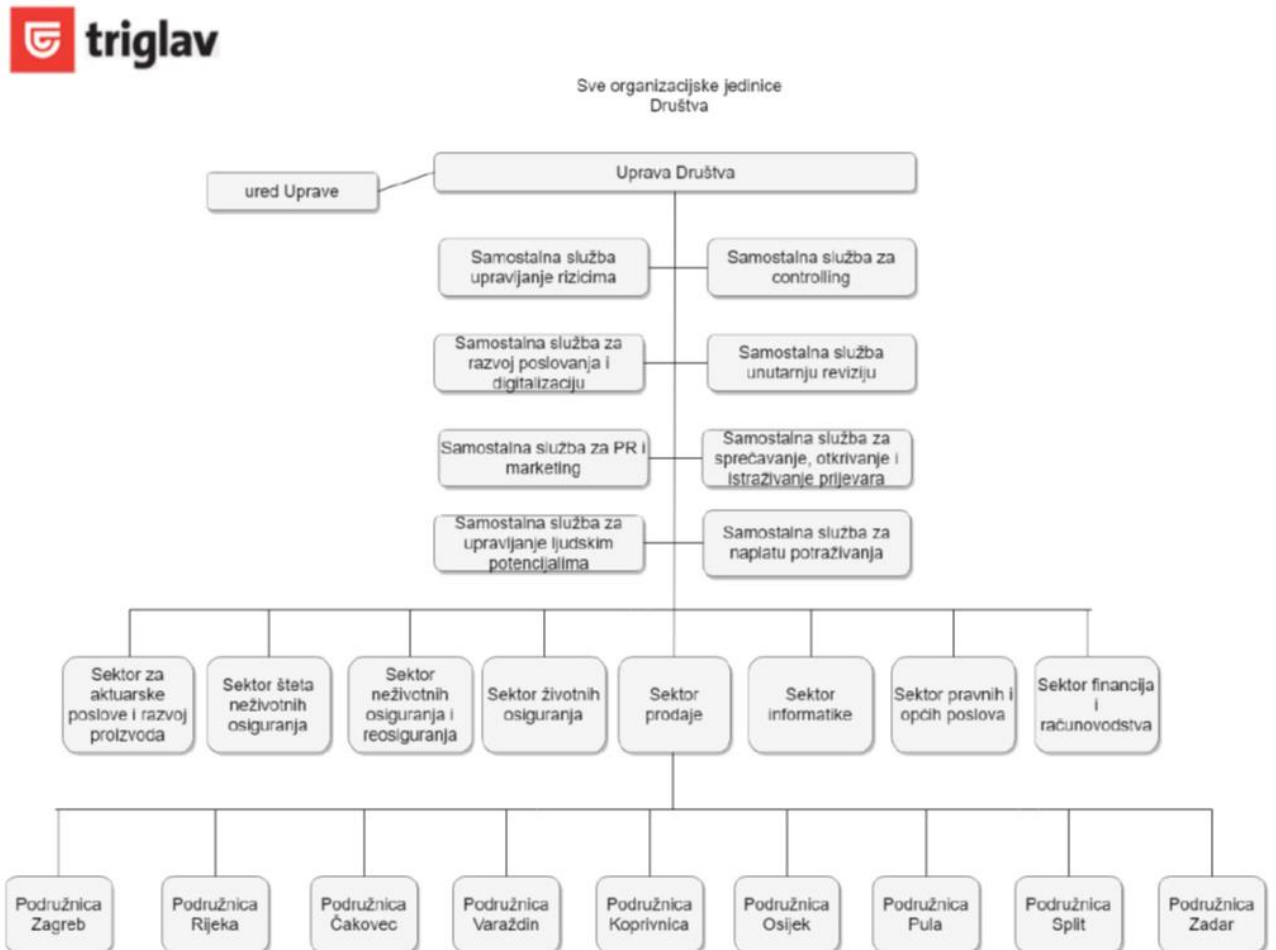 triglav
Sve organizacijske jedinice
Društva
Uprava Društva
ured Uprave
Samostalna služba
upravljanje rizicima
Samostalna služba za
controlling
Samostalna služba za
razvoj poslovanja i
digitalizaciju
Samostalna služba
unutarnju reviziju
Samostalna služba za PR i
marketing
Samostalna služba za
sprečavanje, otkrivanje i
istraživanje prijevara
Samostalna služba za
upravljanje ljudskim
potencijalima
Samostalna služba za
naplatu potraživanja
Sektor za
aktuarske
poslove i razvoj
proizvoda
Sektor šteta
neživotnih
osiguranja
Sektor
neživotnih
osiguranja i
reosiguranja
Sektor životnih
osiguranja
Sektor
prodaje
Sektor
informatike
Sektor pravnih i
općih poslova
Sektor financija
i
računovodstva
Podružnica
Zagreb
Podružnica
Rijeka
Podružnica
Čakovec
Podružnica
Varaždin
Podružnica
Koprivnica
Podružnica
Osijek
Podružnica
Pula
Podružnica
Split
Podružnica
Zadar